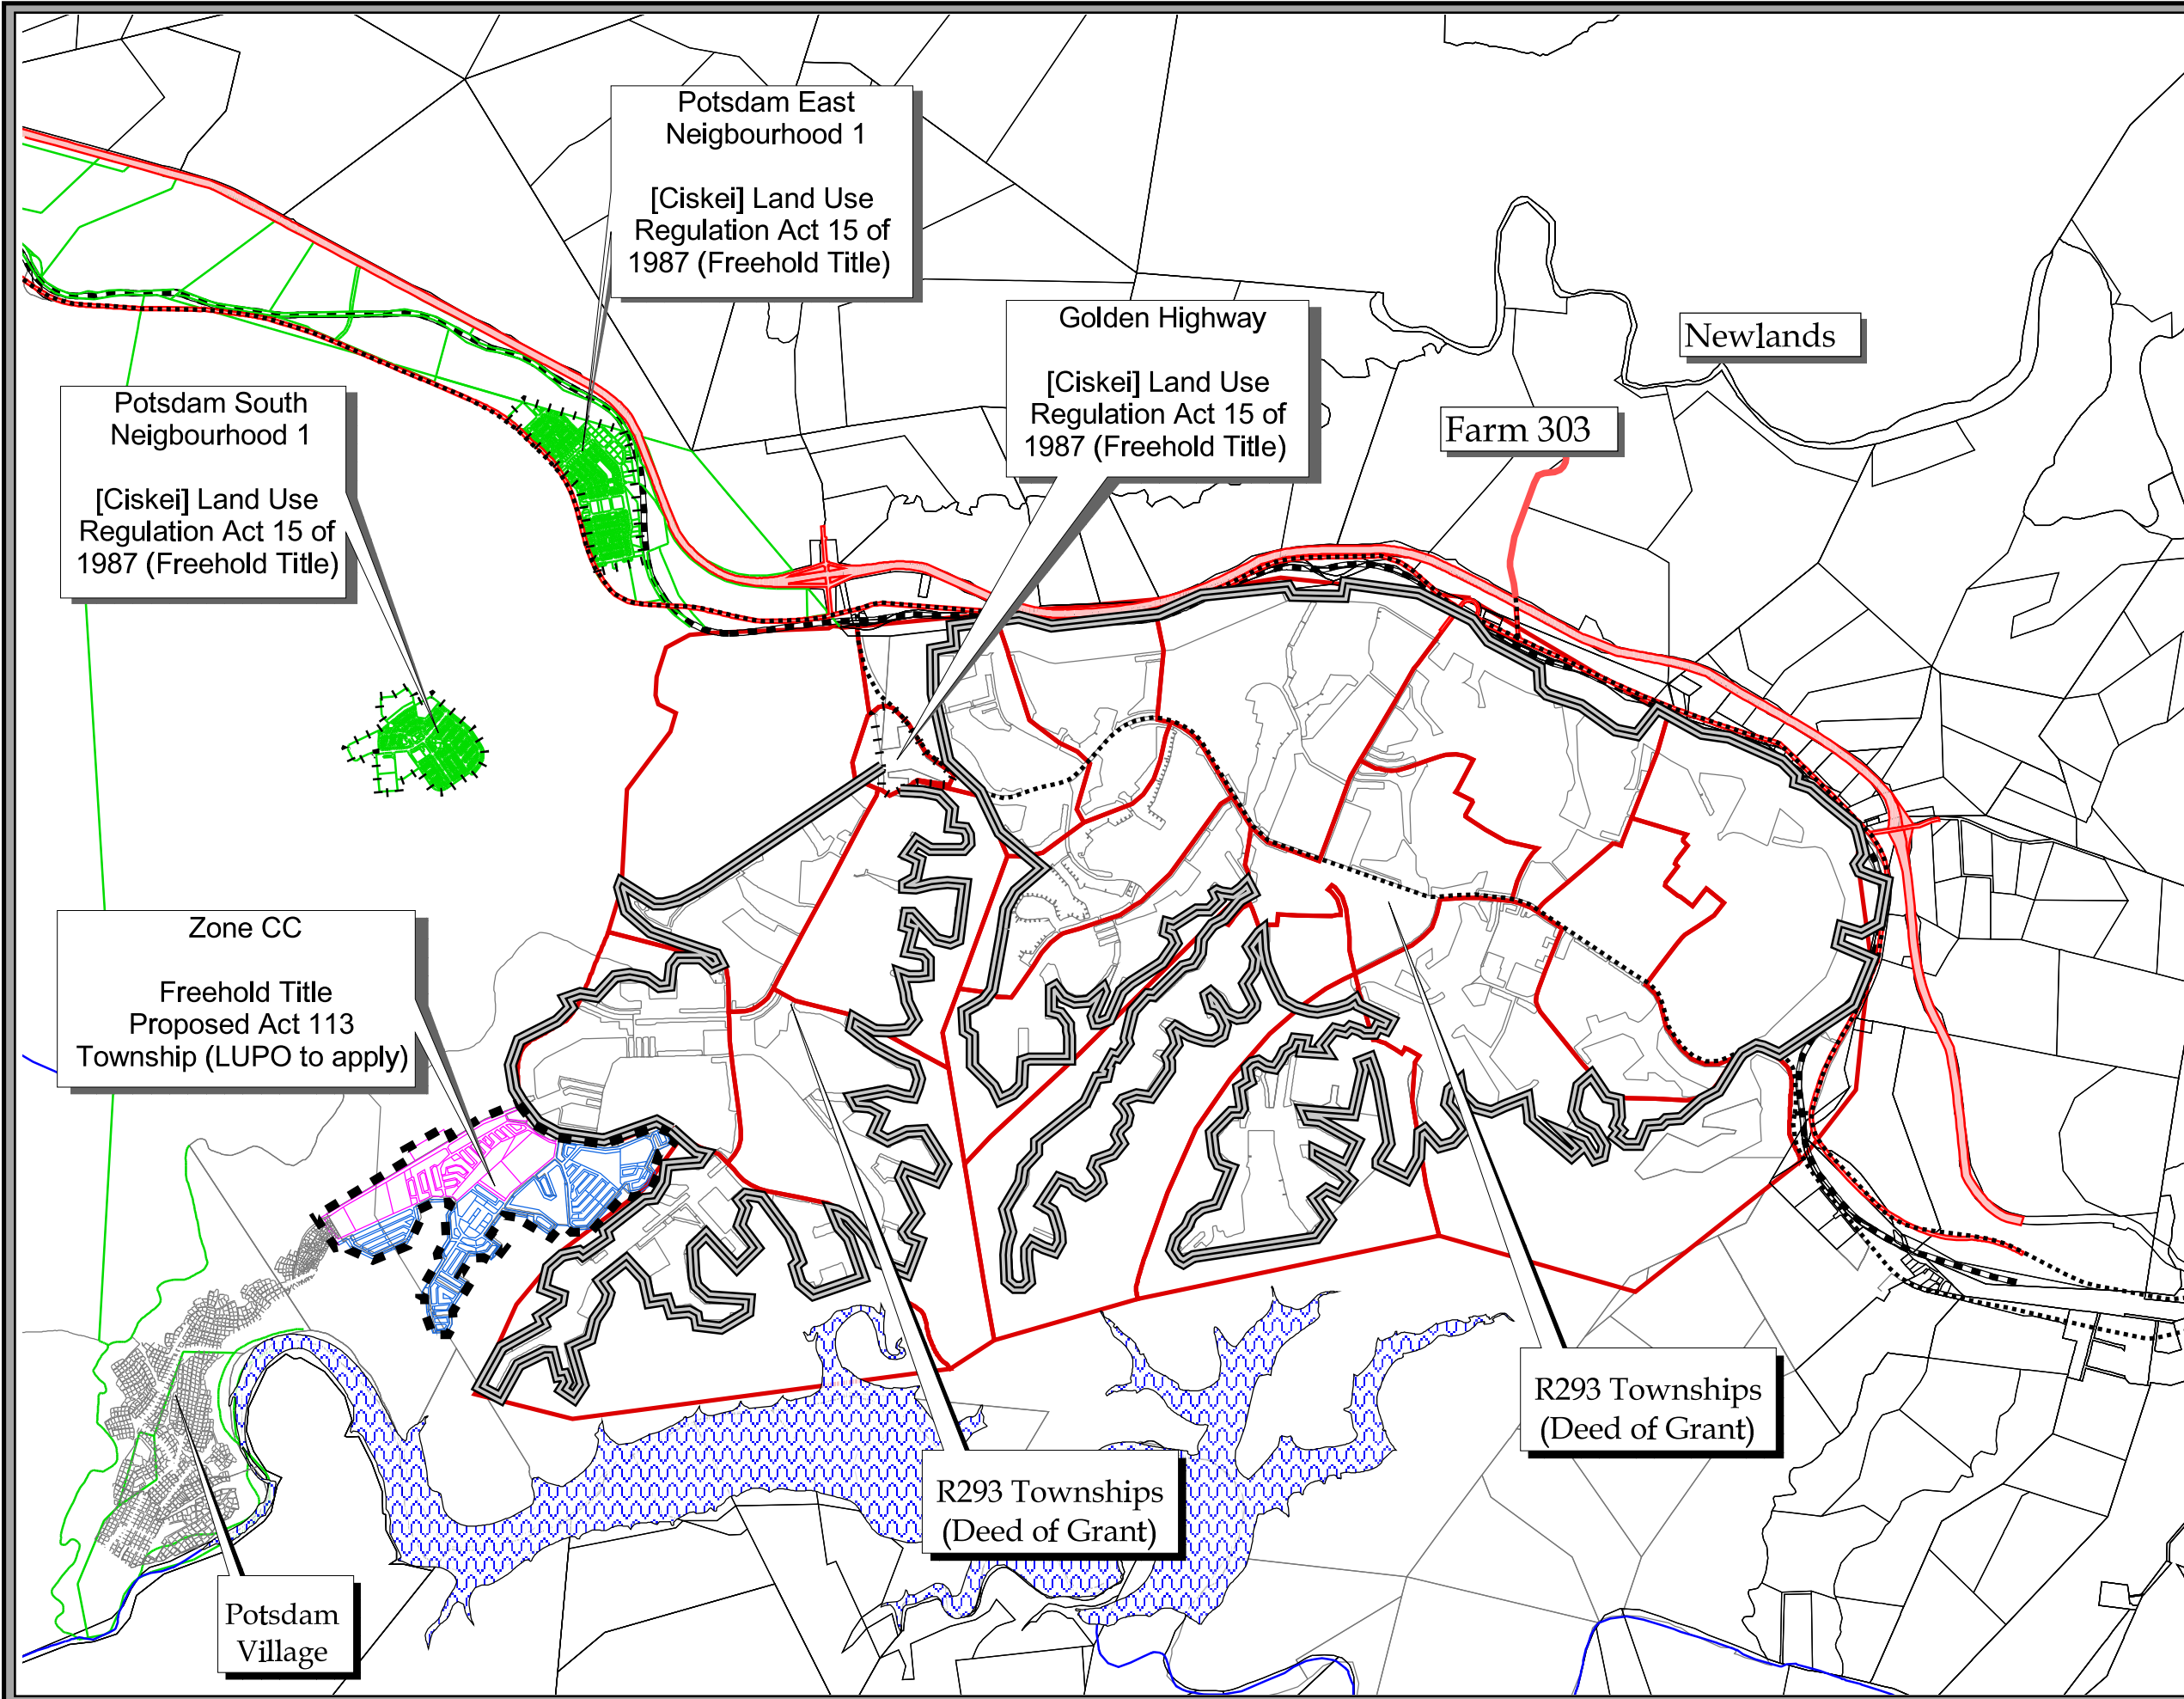 Potsdam East
Neigbourhood 1
[Ciskei] Land Use
Regulation Act 15 of
1987 (Freehold Title)
Golden Highway
[Ciskei] Land Use
Regulation Act 15 of
1987 (Freehold Title)
Newlands
Farm 303
Potsdam South
Neigbourhood 1
[Ciskei] Land Use
Regulation Act 15 of
1987 (Freehold Title)
Zone CC
Freehold Title
Proposed Act 113
Township (LUPO to apply)
R293 Townships
(Deed of Grant)
R293 Townships
(Deed of Grant)
Potsdam
Village